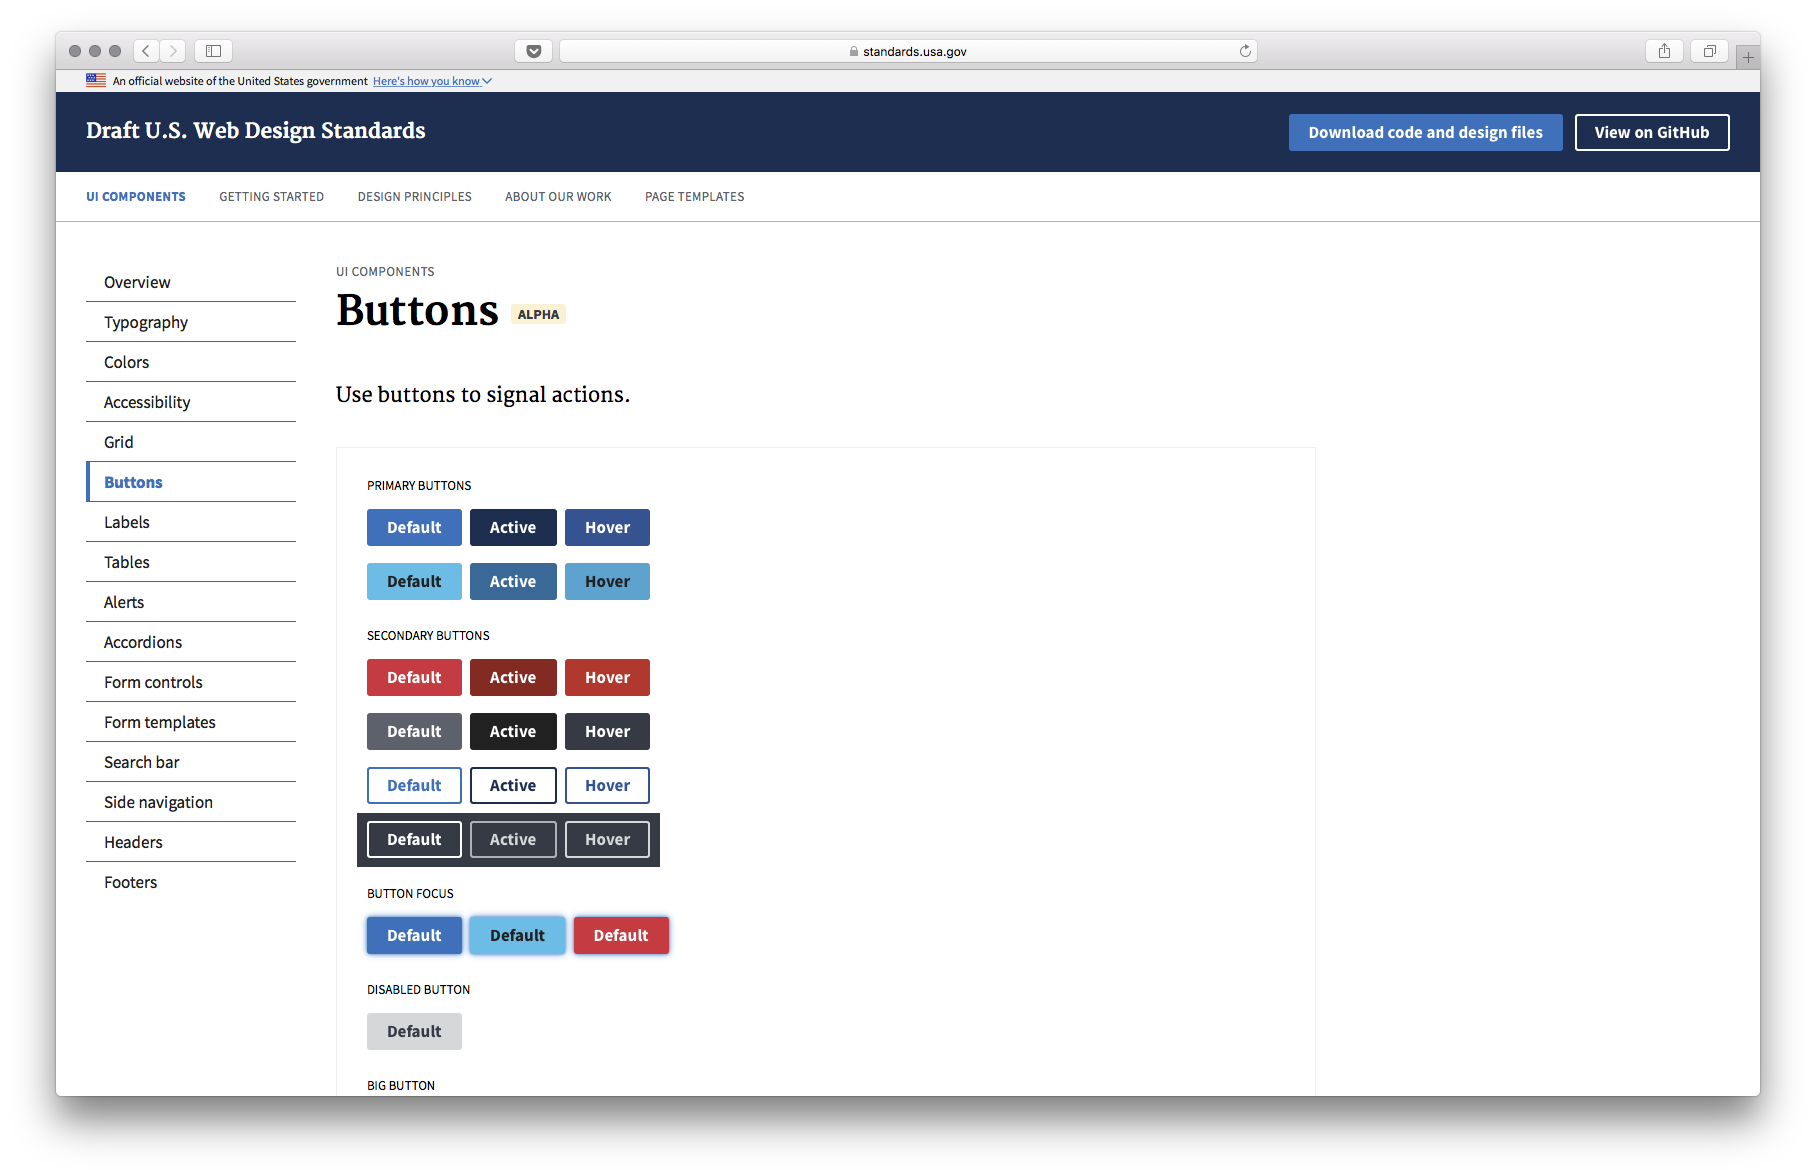 standards.usa.gov
An official website of the United States government Here's how you know
Draft U.S. Web Design Standards
Download code and design files
View on GitHub
UI COMPONENTS GETTING STARTED DESIGN PRINCIPLES ABOUT OUR WORK PAGE TEMPLATES
Overview
Typography
Colors
Accessibility
Grid
Buttons
Labels
Tables
Alerts
Accordions
Form controls
Form templates
Search bar
Side navigation
Headers
Footers
UI COMPONENTS
Buttons ALPHA
Use buttons to signal actions.
PRIMARY BUTTONS
Default Active Hover
Default Active Hover
SECONDARY BUTTONS
Default Active Hover
Default Active Hover
Default Active Hover
Default Active Hover
BUTTON FOCUS
Default Default Default
DISABLED BUTTON
Default
BIG BUTTON